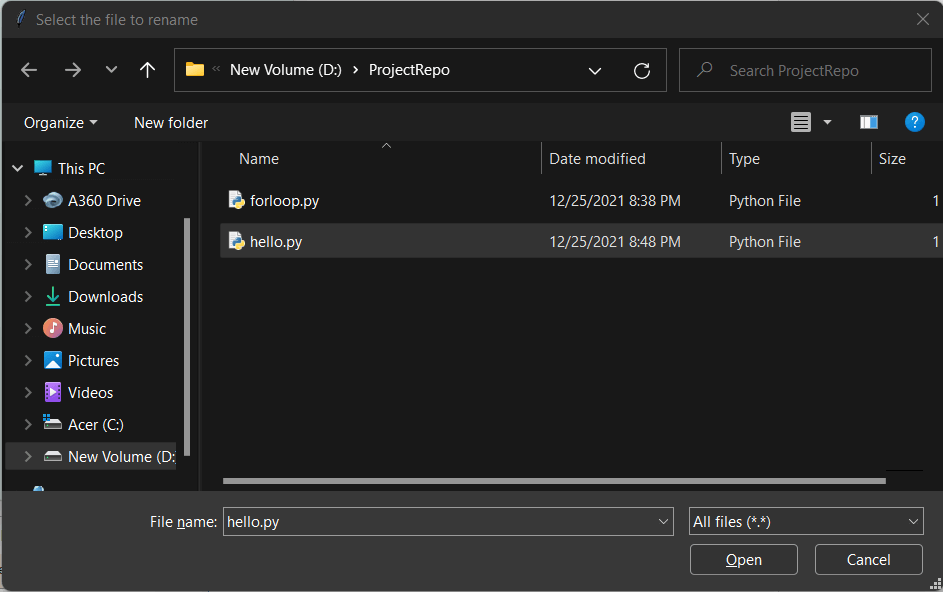 Select the file to rename
« New Volume (D:) › ProjectRepo
Search ProjectRepo
Organize
New folder
?
Name
Date modified
Type
Size
This PC
A360 Drive
Desktop
Documents
Downloads
Music
Pictures
Videos
Acer (C:)
New Volume (D:
forloop.py 12/25/2021 8:38 PM Python File 1
hello.py 12/25/2021 8:48 PM Python File 1
File name: hello.py
All files (*.*)
Open
Cancel